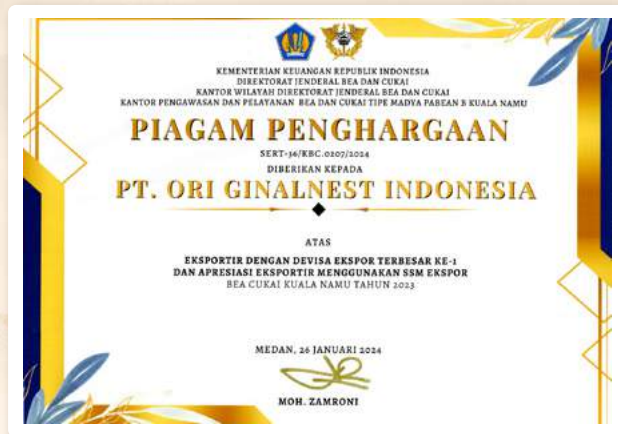 KEMENTERIAN KEUANGAN REPUBLIK INDONESIA
DIREKTORAT JENDERAL BEA DAN CUKAI
KANTOR WILAYAH DIREKTORAT JENDERAL BEA DAN CUKAI
KANTOR PENGAWASAN DAN PELAYANAN BEA DAN CUKAI TIPE MADYA PABEAN B KUALA NAMU
PIAGAM PENGHARGAAN
SERT-36/KBC.0207/2024
DIBERIKAN KEPADA
PT. ORI GINALNEST INDONESIA
ATAS
EKSPORTIR DENGAN DEVISA EKSPOR TERBESAR KE-1
DAN APRESIASI EKSPORTIR MENGGUNAKAN SSM EKSPOR
BEA CUKAI KUALA NAMU TAHUN 2023
MEDAN, 26 JANUARI 2024
MOH. ZAMRONI